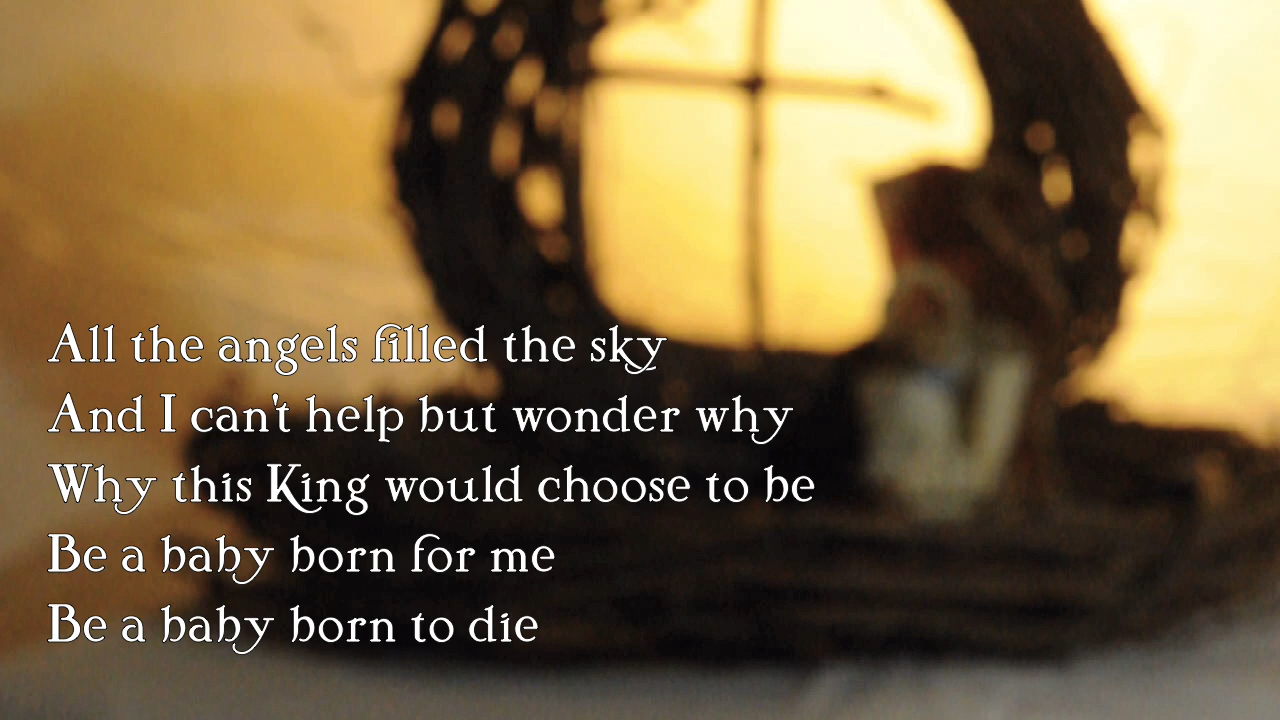 All the angels filled the sky
And I can't help but wonder why
Why this King would choose to be
Be a baby born for me
Be a baby born to die